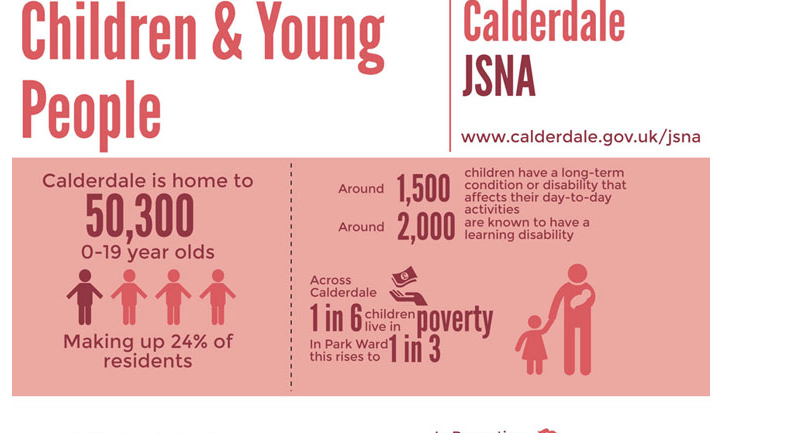 Children & Young
People
Calderdale
JSNA
www.calderdale.gov.uk/jsna
Calderdale is home to
50,300
0-19 year olds
Making up 24% of
residents
Around 1,500 children have a long-term
condition or disability that
affects their day-to-day
activities
Around 2,000 are known to have a
learning disability
Across
Calderdale
1 in 6 children
live in poverty
In Park Ward
this rises to 1 in 3